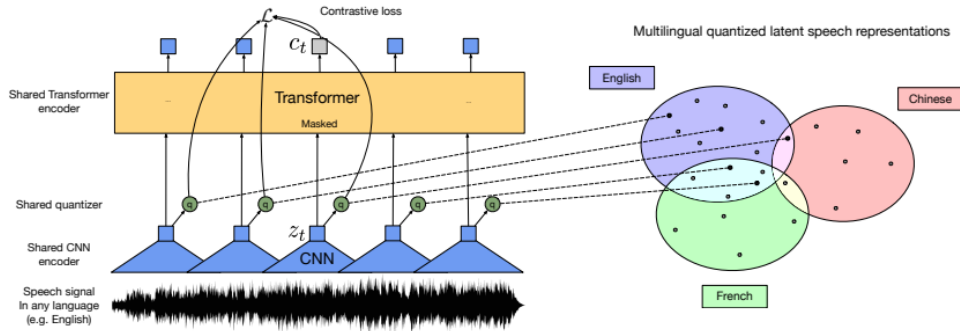 Contrastive loss
ℒ
c_t
Multilingual quantized latent speech representations
English
Chinese
Shared Transformer
encoder
...
Transformer
...
Masked
Shared quantizer
q
q
q
q
q
z_t
Shared CNN
encoder
CNN
Speech signal
In any language
(e.g. English)
French